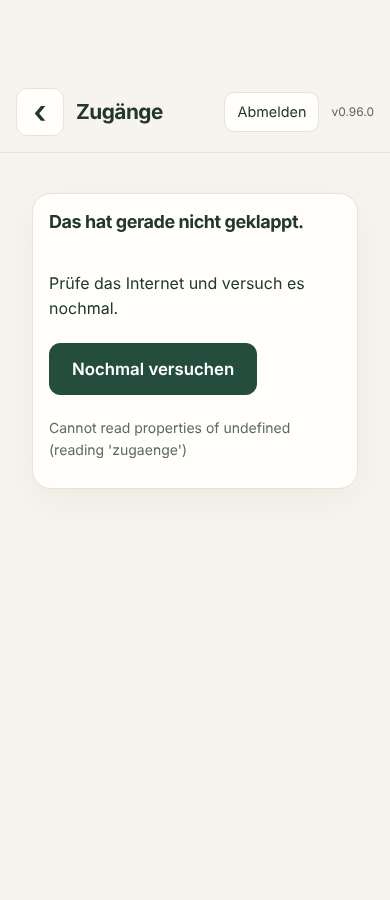 ‹ Zugänge Abmelden v0.96.0
Das hat gerade nicht geklappt.
Prüfe das Internet und versuch es
nochmal.
Nochmal versuchen
Cannot read properties of undefined
(reading 'zugaenge')